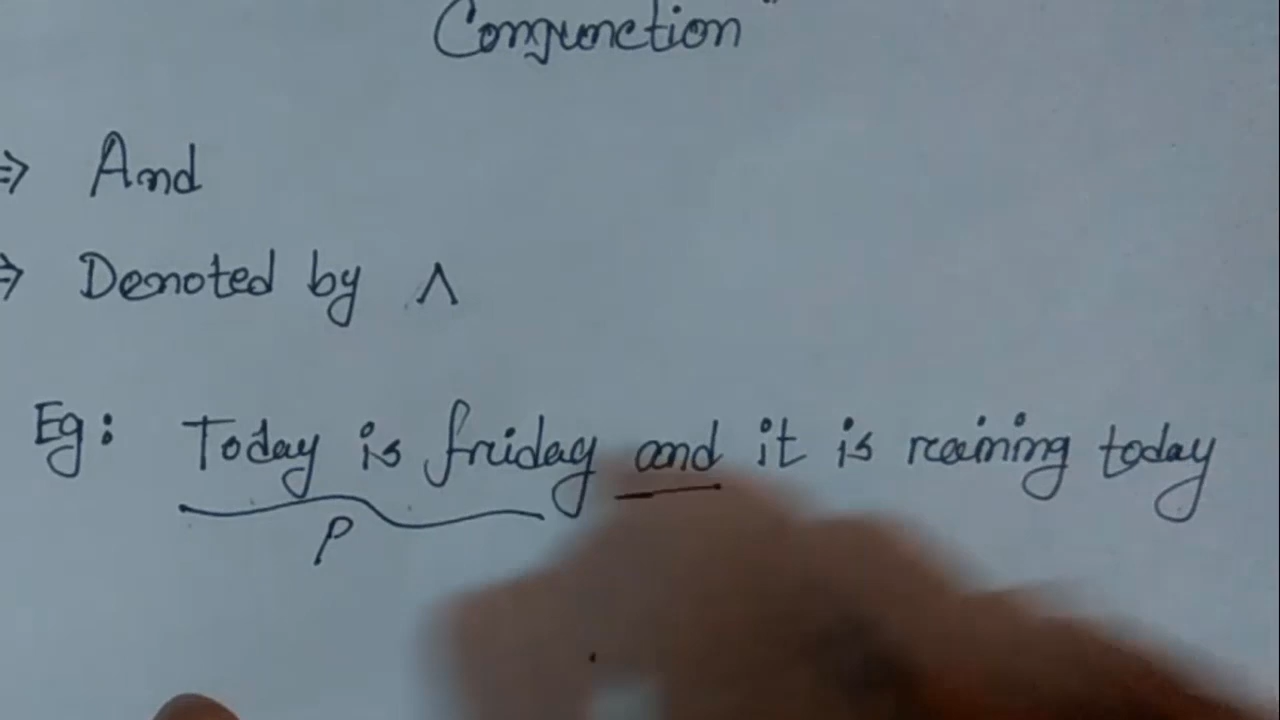 Conjunction"
⇒ And
⇒ Denoted by ∧
Eg: Today is friday and it is raining today
P